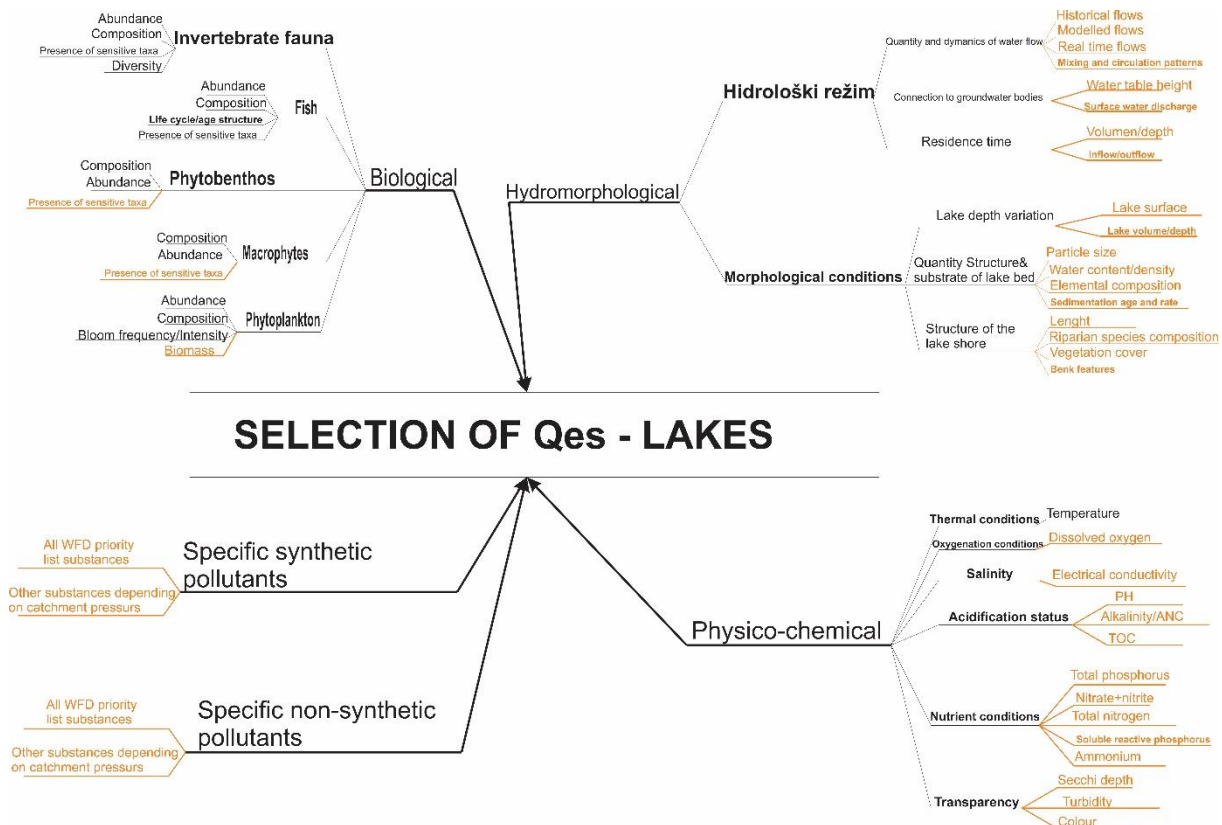 Abundance
Composition
Presence of sensitive taxa
Diversity
Invertebrate fauna
Abundance
Composition
LIfe cycle/age structure
Presence of sensitive taxa
Fish
Composition
Abundance
Presence of sensitive taxa
Phytobenthos
Composition
Abundance
Presence of sensitive taxa
Macrophytes
Abundance
Composition
Bloom frequency/Intensity
Biomass
Phytoplankton
Biological
Hydromorphological
Hidrološki režim
Quantity and dymanics of water flow
Historical flows
Modelled flows
Real time flows
Mixing and circulation patterns
Connection to groundwater bodies
Water table height
Surface water discharge
Residence time
Volumen/depth
Inflow/outflow
Morphological conditions
Lake depth variation
Lake surface
Lake volume/depth
Quantity Structure&
substrate of lake bed
Particle size
Water content/density
Elemental composition
Sedimentation age and rate
Structure of the
lake shore
Lenght
Riparian species composition
Vegetation cover
Benk features
SELECTION OF Qes - LAKES
Specific synthetic
pollutants
All WFD priority
list substances
Other substances depending
on catchment pressurs
Specific non-synthetic
pollutants
All WFD priority
list substances
Other substances depending
on catchment pressurs
Physico-chemical
Thermal conditions
Temperature
Oxygenation conditions
Dissolved oxygen
Salinity
Electrical conductivity
Acidification status
PH
Alkalinity/ANC
TOC
Nutrient conditions
Total phosphorus
Nitrate+nitrite
Total nitrogen
Soluble reactive phosphorus
Ammonium
Transparency
Secchi depth
Turbidity
Colour